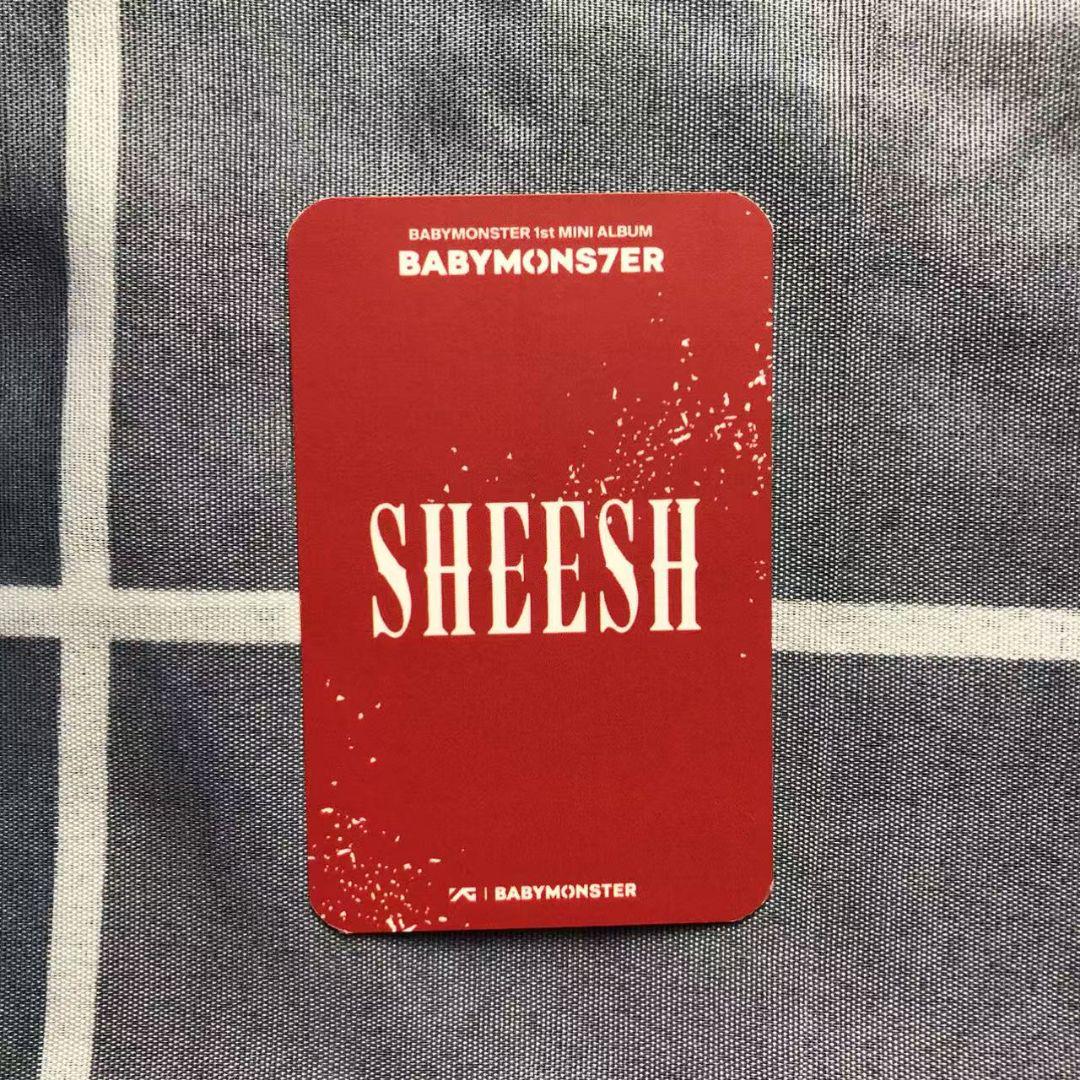 BABYMONSTER 1st MINI ALBUM
BABYMONS7ER
SHEESH
YG | BABYMONSTER